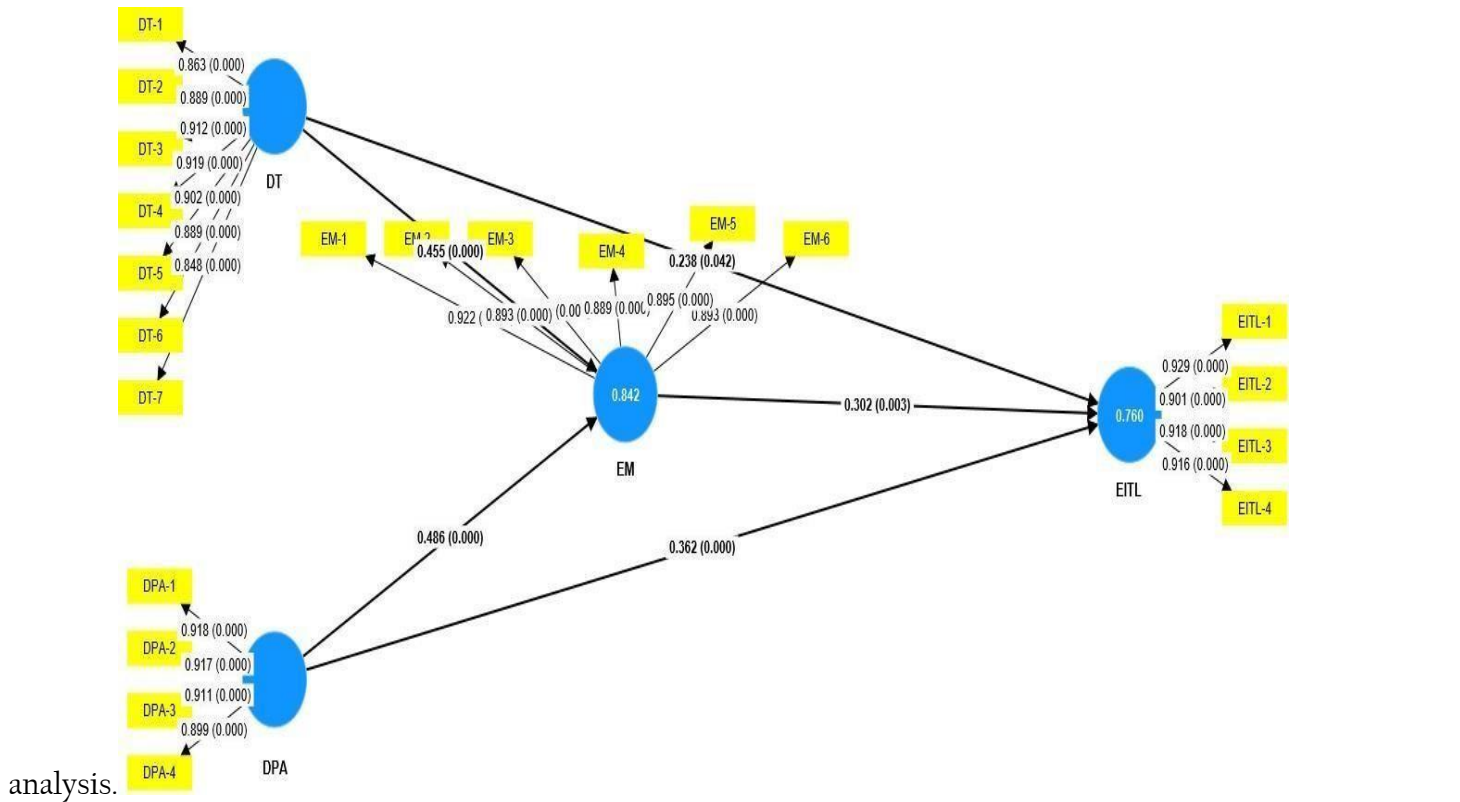 DT-1
0.863 (0.000)
DT-2
0.889 (0.000)
0.912 (0.000)
DT-3
0.919 (0.000)
0.902 (0.000)
DT-4
0.889 (0.000)
DT-5
0.848 (0.000)
DT-6
DT-7
DT
EM-1
EM-3
EM-4
EM-5
EM-6
0.455 (0.000)
0.238 (0.042)
0.922 (
0.893 (0.000)
(0.00
0.889 (0.000
0.895 (0.000)
0.893 (0.000)
0.842
EM
0.302 (0.003)
EITL-1
0.929 (0.000)
EITL-2
0.901 (0.000)
0.760
0.918 (0.000)
EITL-3
0.916 (0.000)
EITL-4
EITL
0.486 (0.000)
0.362 (0.000)
DPA-1
0.918 (0.000)
DPA-2
0.917 (0.000)
0.911 (0.000)
DPA-3
0.899 (0.000)
DPA-4
DPA
analysis.